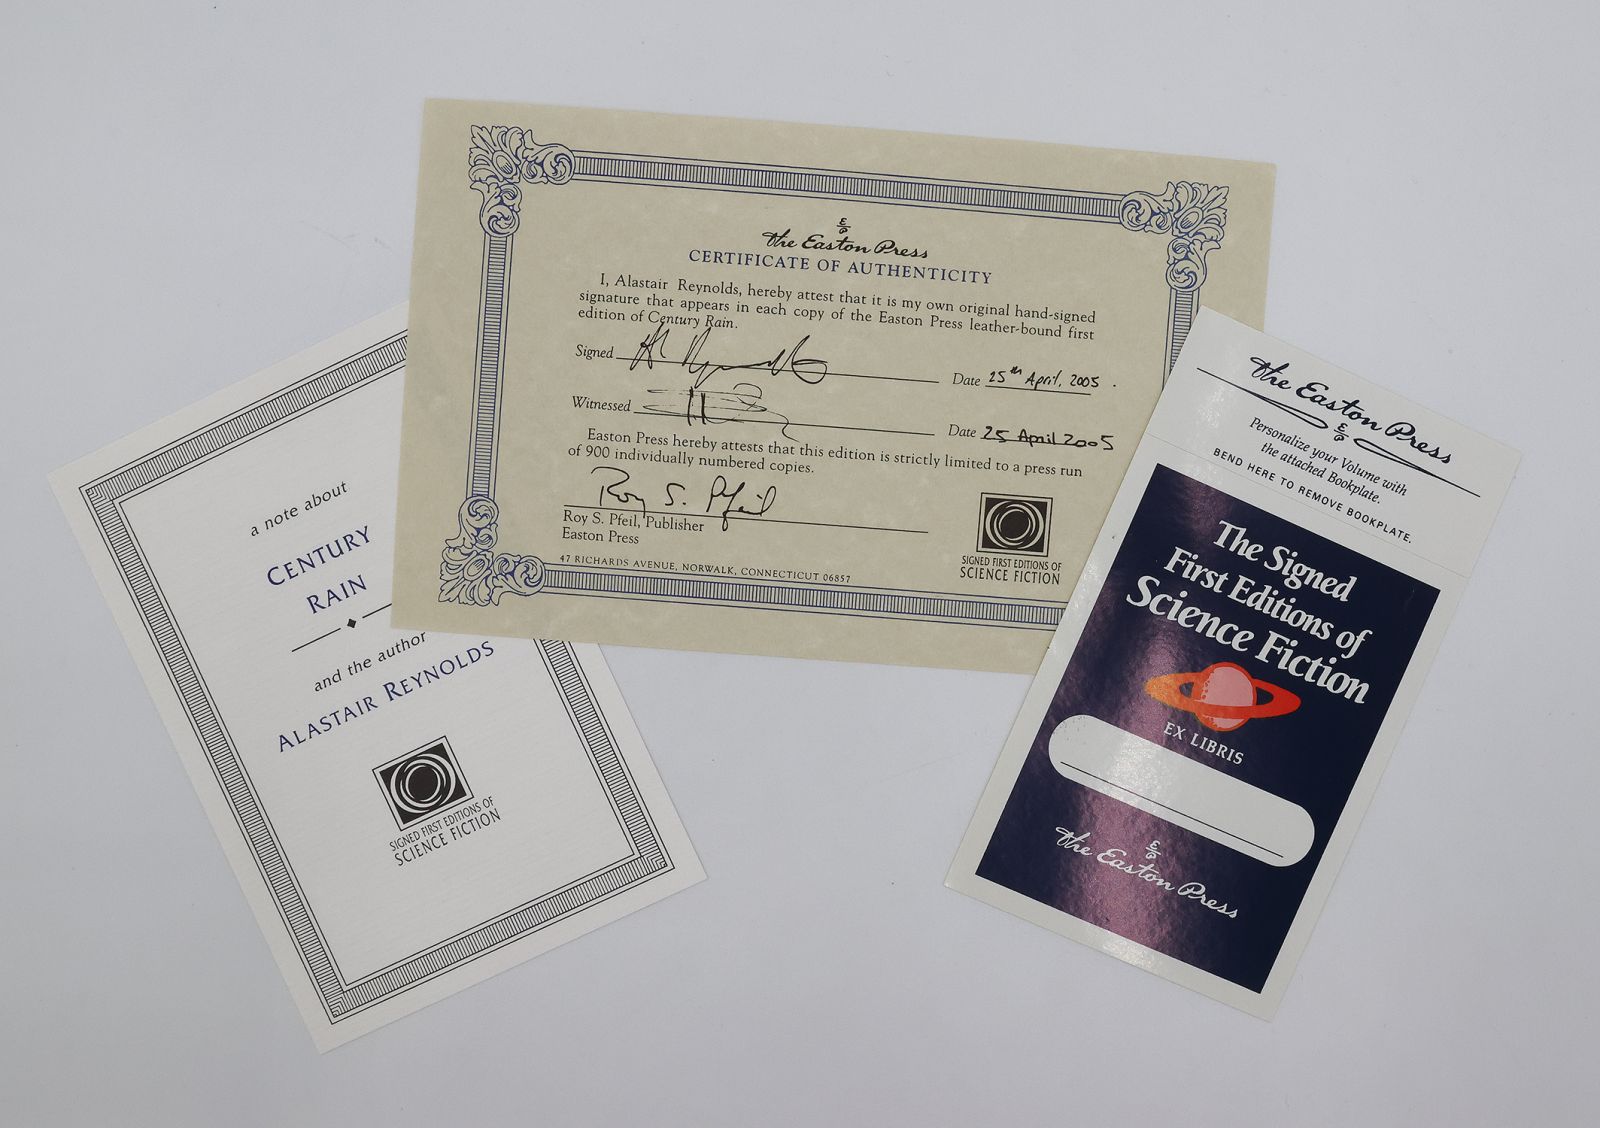 The Easton Press
CERTIFICATE OF AUTHENTICITY
I, Alastair Reynolds, hereby attest that it is my own original hand-signed
signature that appears in each copy of the Easton Press leather-bound first
edition of Century Rain.
Signed
Date 25th April, 2005.
Witnessed
Date 25 April 2005
Easton Press hereby attests that this edition is strictly limited to a press run
of 900 individually numbered copies.
Roy S. Pfeil
Roy S. Pfeil, Publisher
Easton Press
47 RICHARDS AVENUE, NORWALK, CONNECTICUT 06857
SIGNED FIRST EDITIONS OF
SCIENCE FICTION
a note about
CENTURY
RAIN
and the author
ALASTAIR REYNOLDS
SIGNED FIRST EDITIONS OF
SCIENCE FICTION
The Easton Press
Personalize your Volume with
the attached Bookplate.
BEND HERE TO REMOVE BOOKPLATE.
The Signed
First Editions of
Science Fiction
EX LIBRIS
The Easton Press